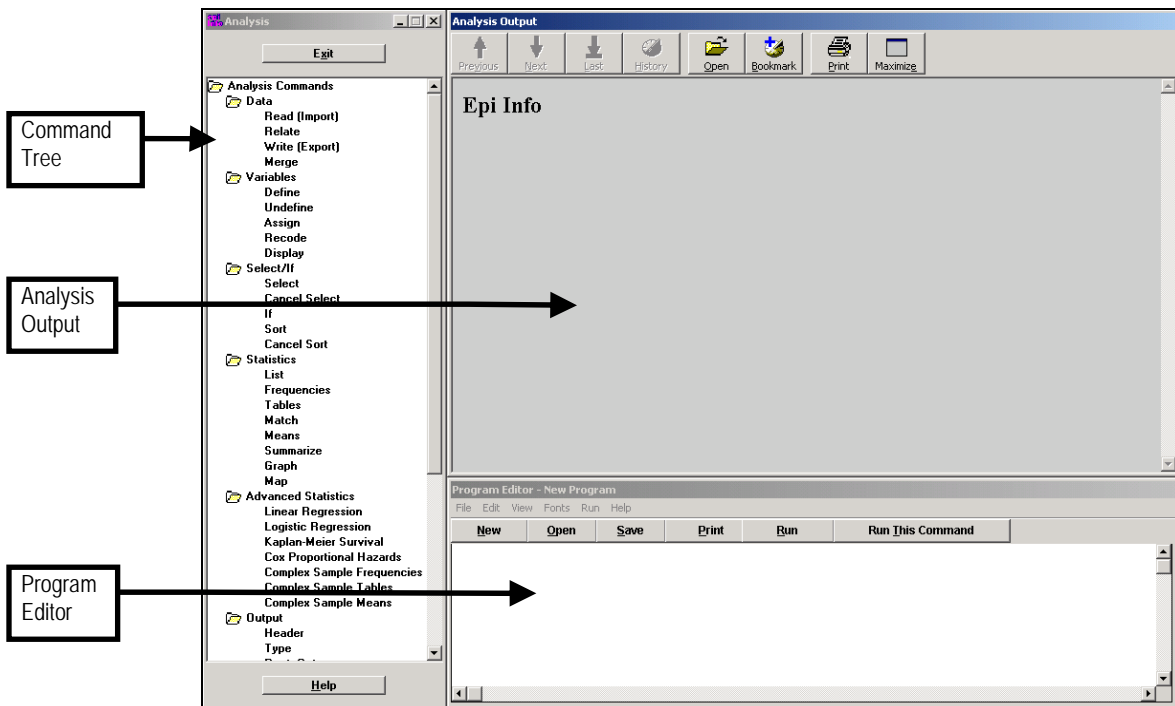 Command
Tree
Analysis
Output
Program
Editor
Analysis
Exit
Analysis Commands
Data
Read (Import)
Relate
Write (Export)
Merge
Variables
Define
Undefine
Assign
Recode
Display
Select/If
Select
Cancel Select
If
Sort
Cancel Sort
Statistics
List
Frequencies
Tables
Match
Means
Summarize
Graph
Map
Advanced Statistics
Linear Regression
Logistic Regression
Kaplan-Meier Survival
Cox Proportional Hazards
Complex Sample Frequencies
Complex Sample Tables
Complex Sample Means
Output
Header
Type
Help
Analysis Output
Previous Next Last History Open Bookmark Print Maximize
Epi Info
Program Editor - New Program
File Edit View Fonts Run Help
New Open Save Print Run Run This Command